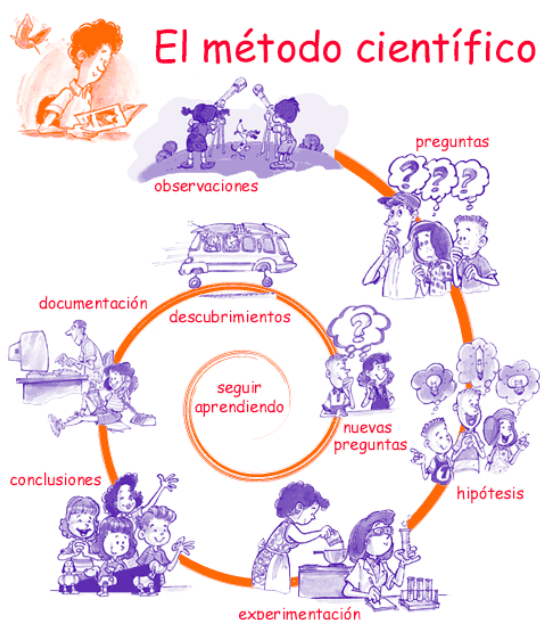 El método científico
observaciones
preguntas
hipótesis
experimentación
conclusiones
documentación
descubrimientos
nuevas
preguntas
seguir
aprendiendo